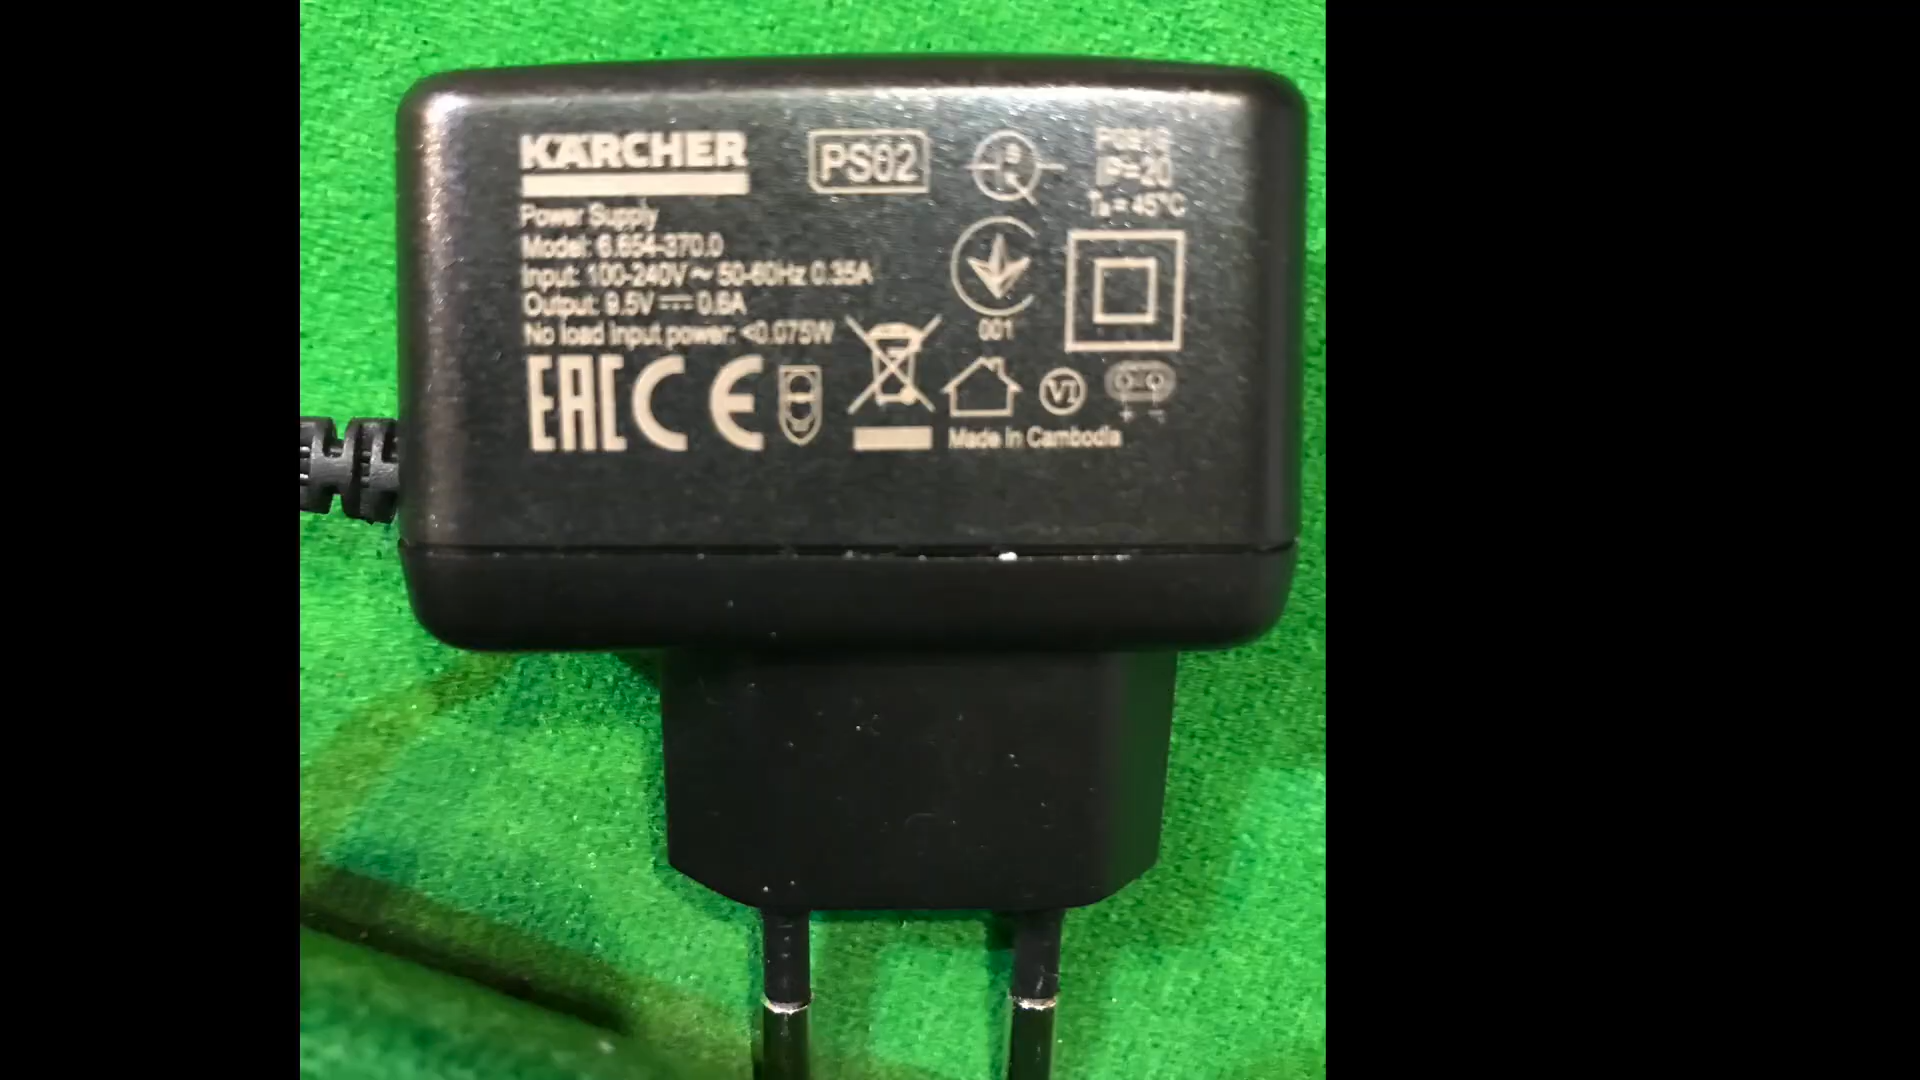 KÄRCHER
PS02
IP=20
Ta = 45°C
Power Supply
Model: 6.654-370.0
Input: 100-240V ~ 50-60Hz 0.35A
Output: 9.5V ⎓ 0.6A
No load input power: <0.075W
001
EAC CE
VI
+ −
Made in Cambodia